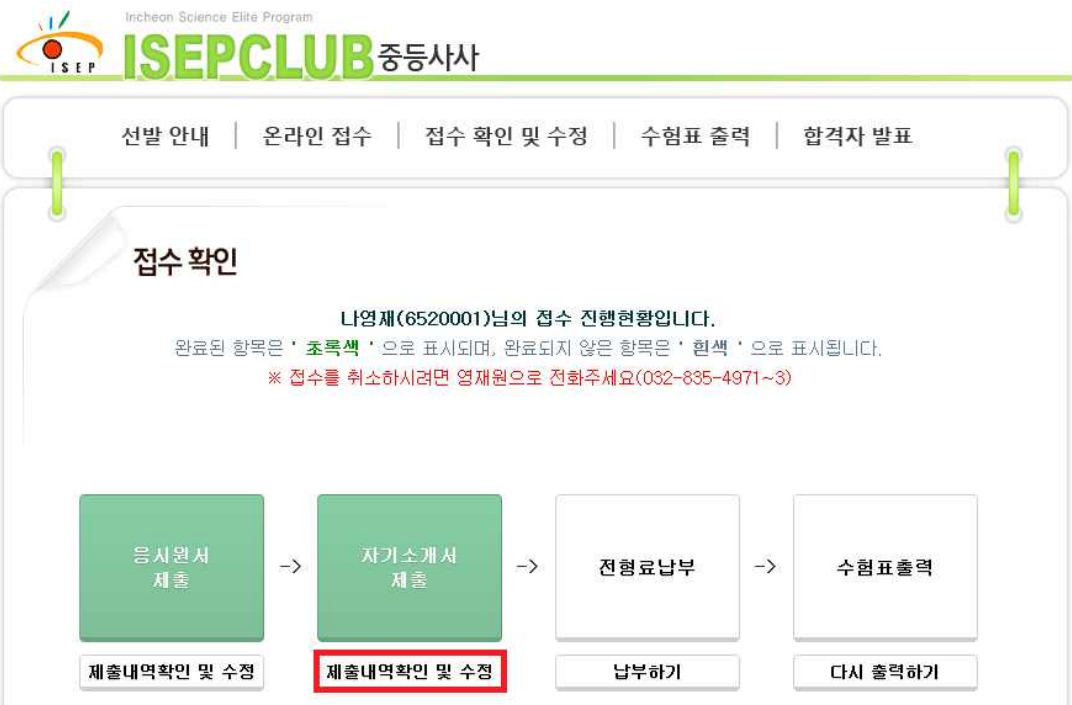 Incheon Science Elite Program
ISEP
ISEPCLUB 중등사사
선발 안내 | 온라인 접수 | 접수 확인 및 수정 | 수험표 출력 | 합격자 발표
접수 확인
나영재(6520001)님의 접수 진행현황입니다.
완료된 항목은 ' 초록색 ' 으로 표시되며, 완료되지 않은 항목은 ' 흰색 ' 으로 표시됩니다.
※ 접수를 취소하시려면 영재원으로 전화주세요(032-835-4971~3)
응시원서
제출
->
자기소개서
제출
->
전형료납부
->
수험표출력
제출내역확인 및 수정
제출내역확인 및 수정
납부하기
다시 출력하기